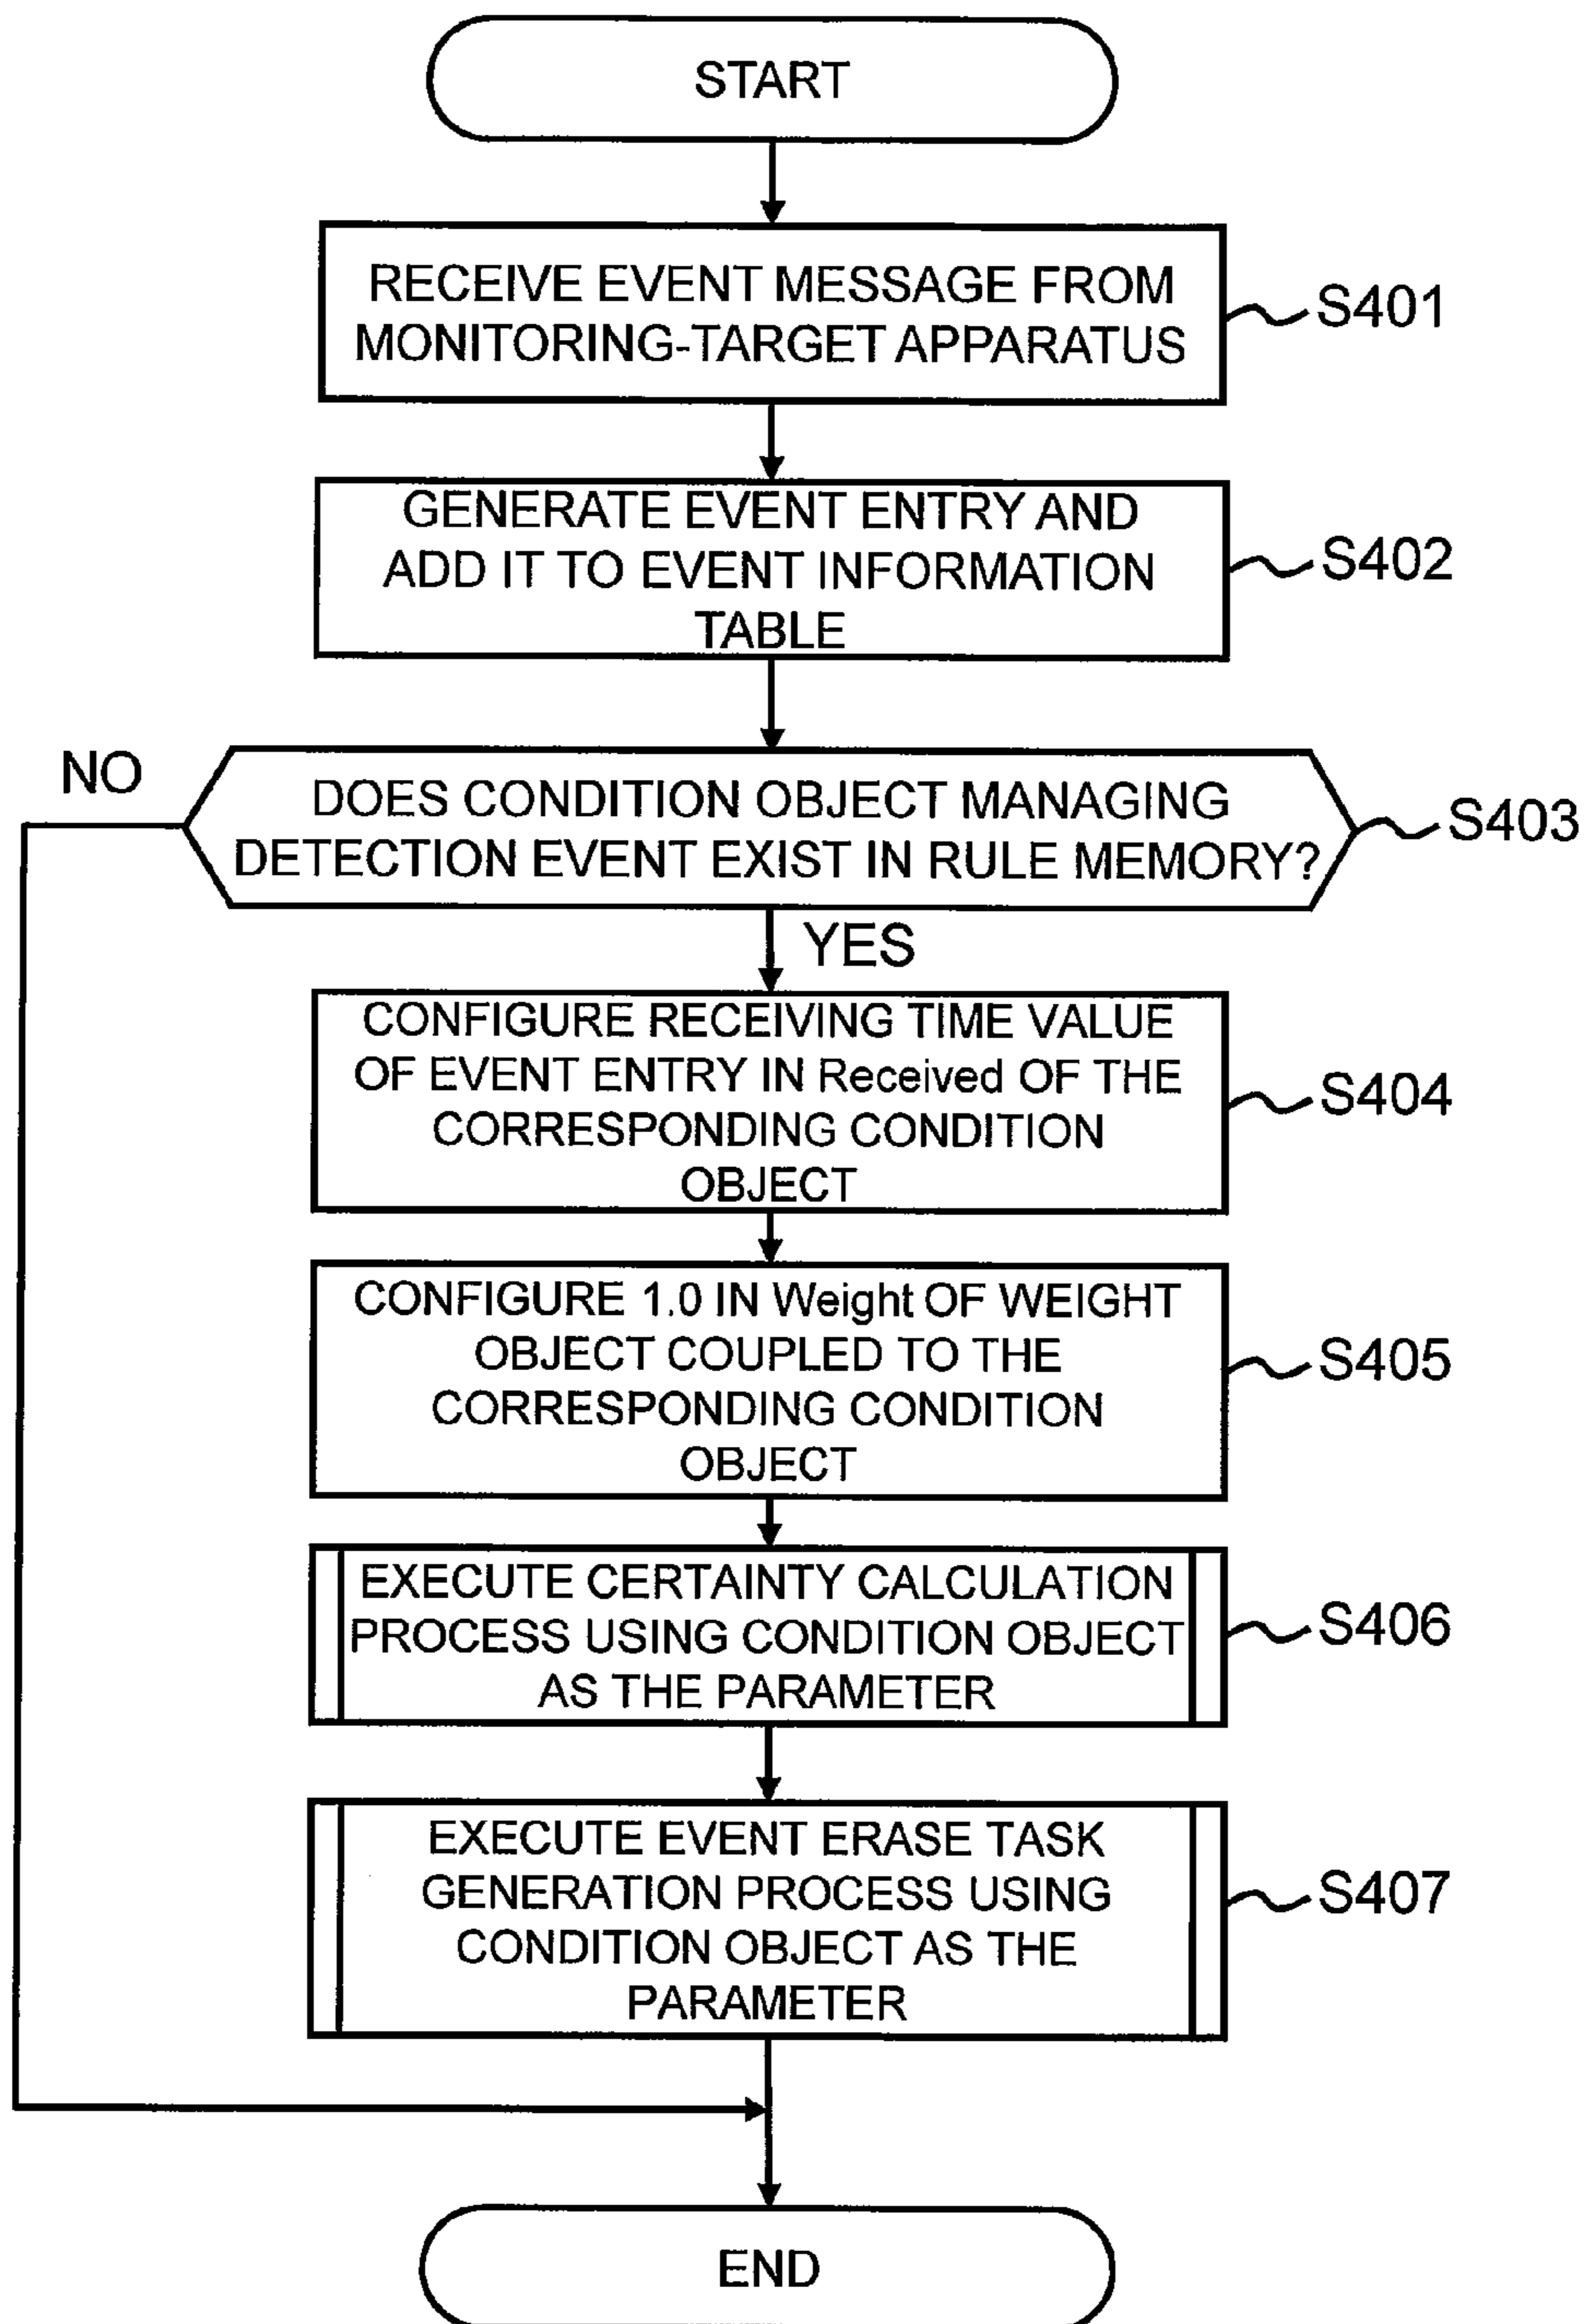 START
RECEIVE EVENT MESSAGE FROM
MONITORING-TARGET APPARATUS
S401
GENERATE EVENT ENTRY AND
ADD IT TO EVENT INFORMATION
TABLE
S402
NO
DOES CONDITION OBJECT MANAGING
DETECTION EVENT EXIST IN RULE MEMORY?
S403
YES
CONFIGURE RECEIVING TIME VALUE
OF EVENT ENTRY IN Received OF THE
CORRESPONDING CONDITION
OBJECT
S404
CONFIGURE 1.0 IN Weight OF WEIGHT
OBJECT COUPLED TO THE
CORRESPONDING CONDITION
OBJECT
S405
EXECUTE CERTAINTY CALCULATION
PROCESS USING CONDITION OBJECT
AS THE PARAMETER
S406
EXECUTE EVENT ERASE TASK
GENERATION PROCESS USING
CONDITION OBJECT AS THE
PARAMETER
S407
END